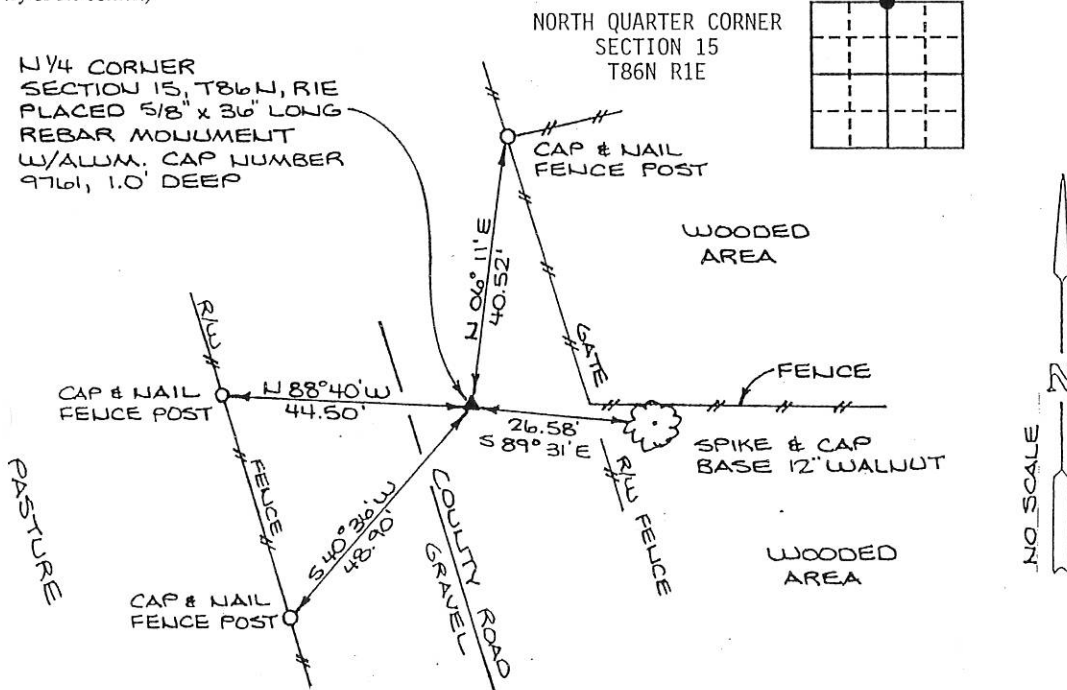 NORTH QUARTER CORNER
SECTION 15
T86N R1E
N 1/4 CORNER
SECTION 15, T86N, R1E
PLACED 5/8" x 36" LONG
REBAR MONUMENT
W/ALUM. CAP NUMBER
9761, 1.0' DEEP
CAP & NAIL
FENCE POST
WOODED
AREA
N 06° 11' E
40.52'
R/W
GATE
FENCE
CAP & NAIL
FENCE POST
N 88°40' W
44.50'
26.58'
S 89° 31' E
SPIKE & CAP
BASE 12" WALNUT
R/W FENCE
PASTURE
FENCE
S 40° 36' W
48.90'
COUNTY ROAD
GRAVEL
WOODED
AREA
CAP & NAIL
FENCE POST
N
NO SCALE